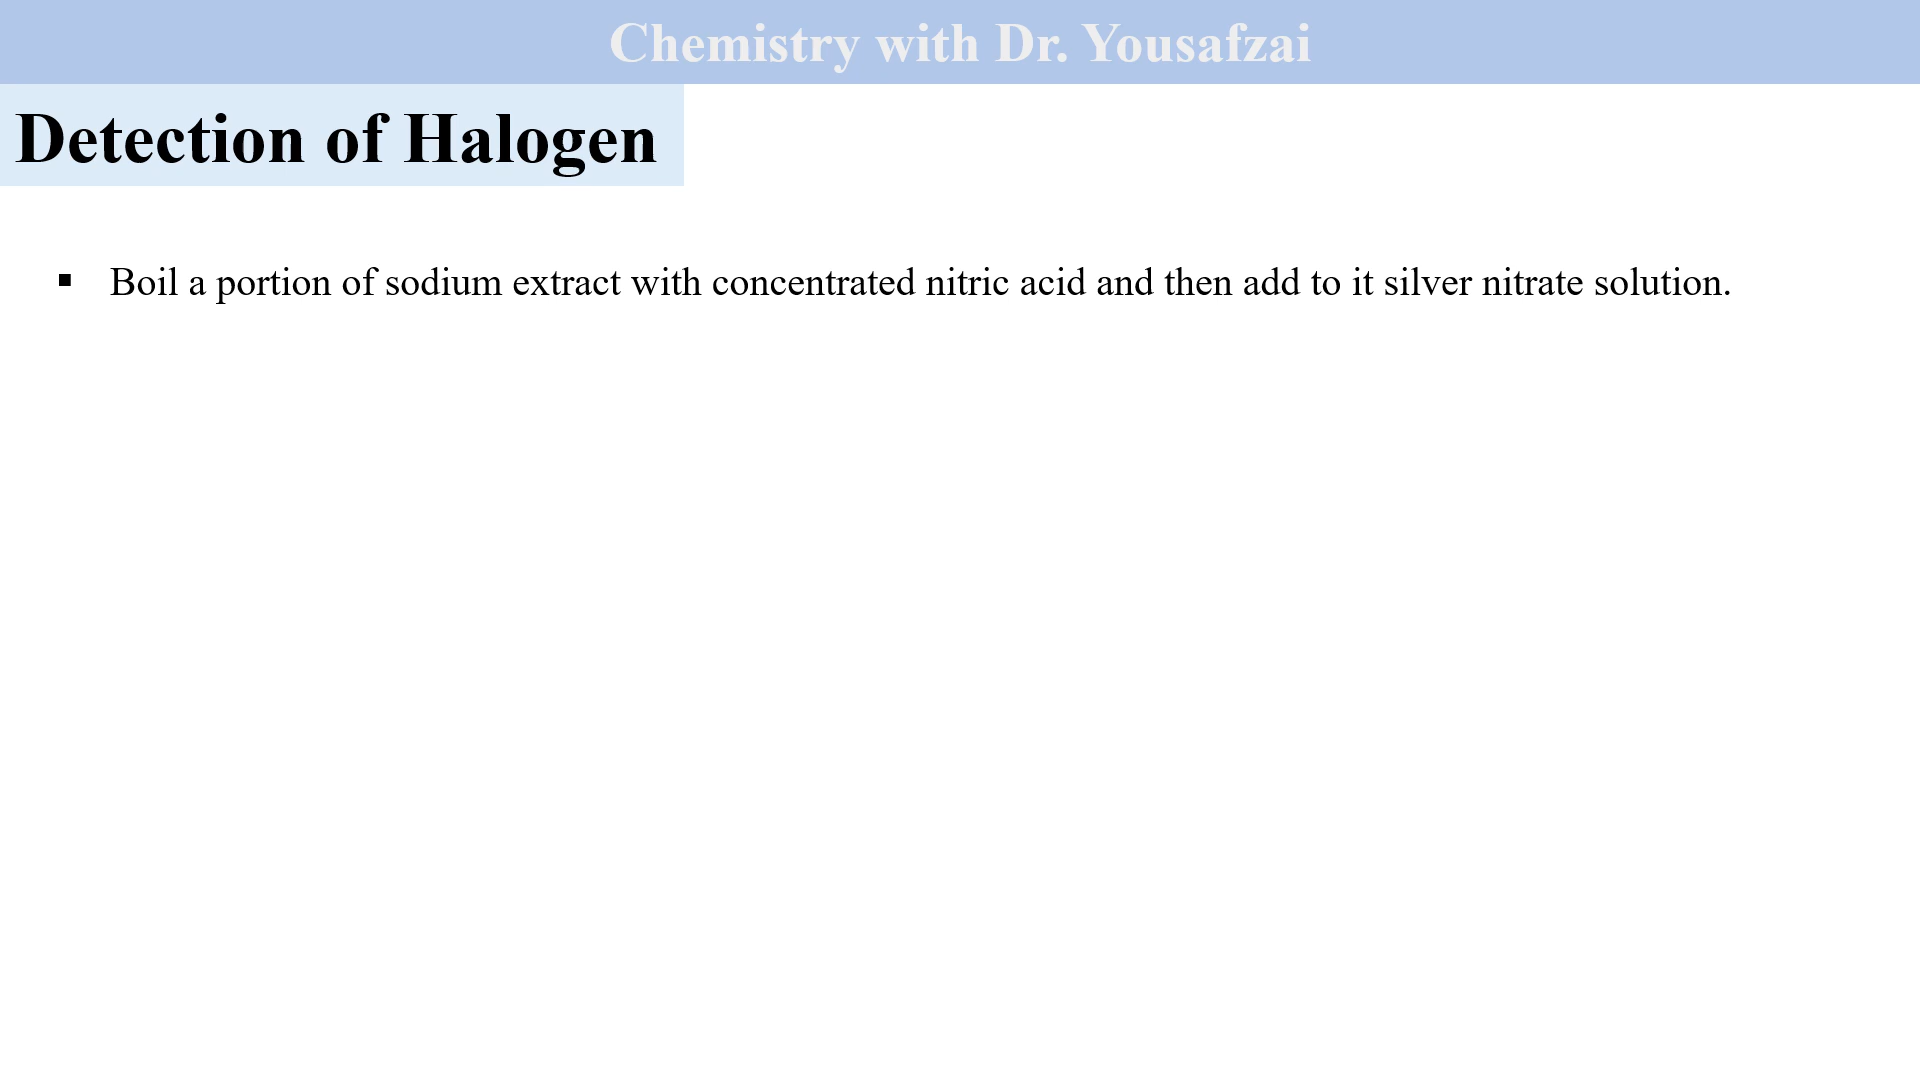 Chemistry with Dr. Yousafzai
Detection of Halogen
▪ Boil a portion of sodium extract with concentrated nitric acid and then add to it silver nitrate solution.